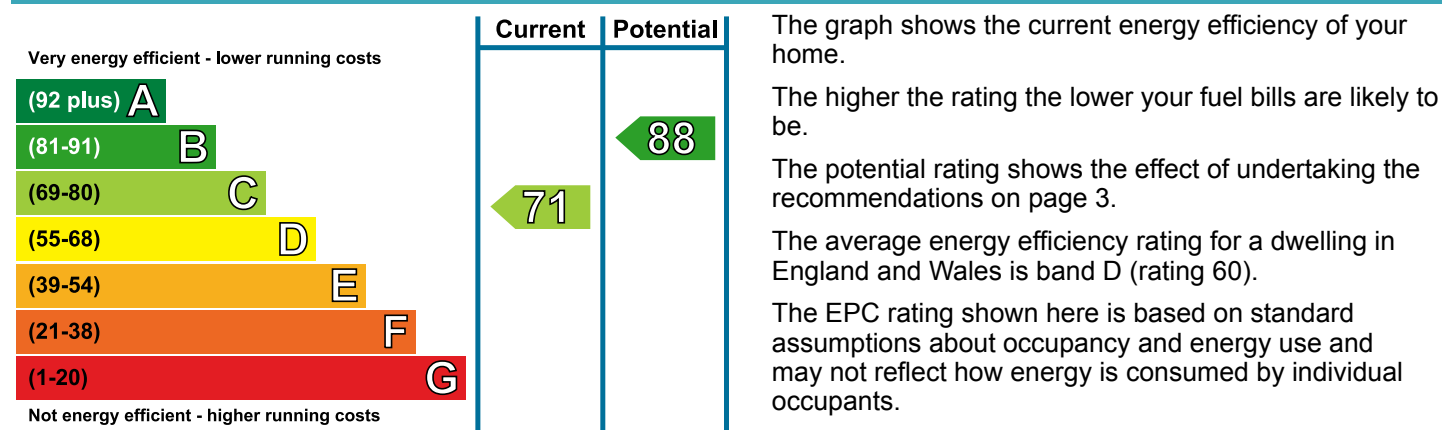 Current Potential
Very energy efficient - lower running costs
(92 plus) A
(81-91) B
88
(69-80) C
71
(55-68) D
(39-54) E
(21-38) F
(1-20) G
Not energy efficient - higher running costs
The graph shows the current energy efficiency of your
home.
The higher the rating the lower your fuel bills are likely to
be.
The potential rating shows the effect of undertaking the
recommendations on page 3.
The average energy efficiency rating for a dwelling in
England and Wales is band D (rating 60).
The EPC rating shown here is based on standard
assumptions about occupancy and energy use and
may not reflect how energy is consumed by individual
occupants.